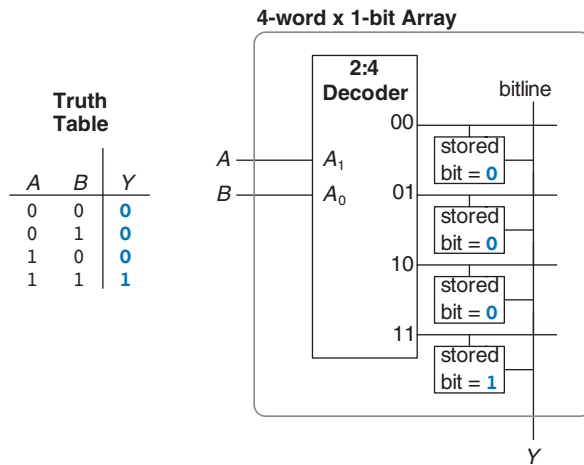 4-word x 1-bit Array
2:4
Decoder
bitline
Truth
Table
00
stored
bit = 0
A
A1
B
A0
01
stored
bit = 0
A B Y
0 0 0
0 1 0
1 0 0
1 1 1
10
stored
bit = 0
11
stored
bit = 1
Y